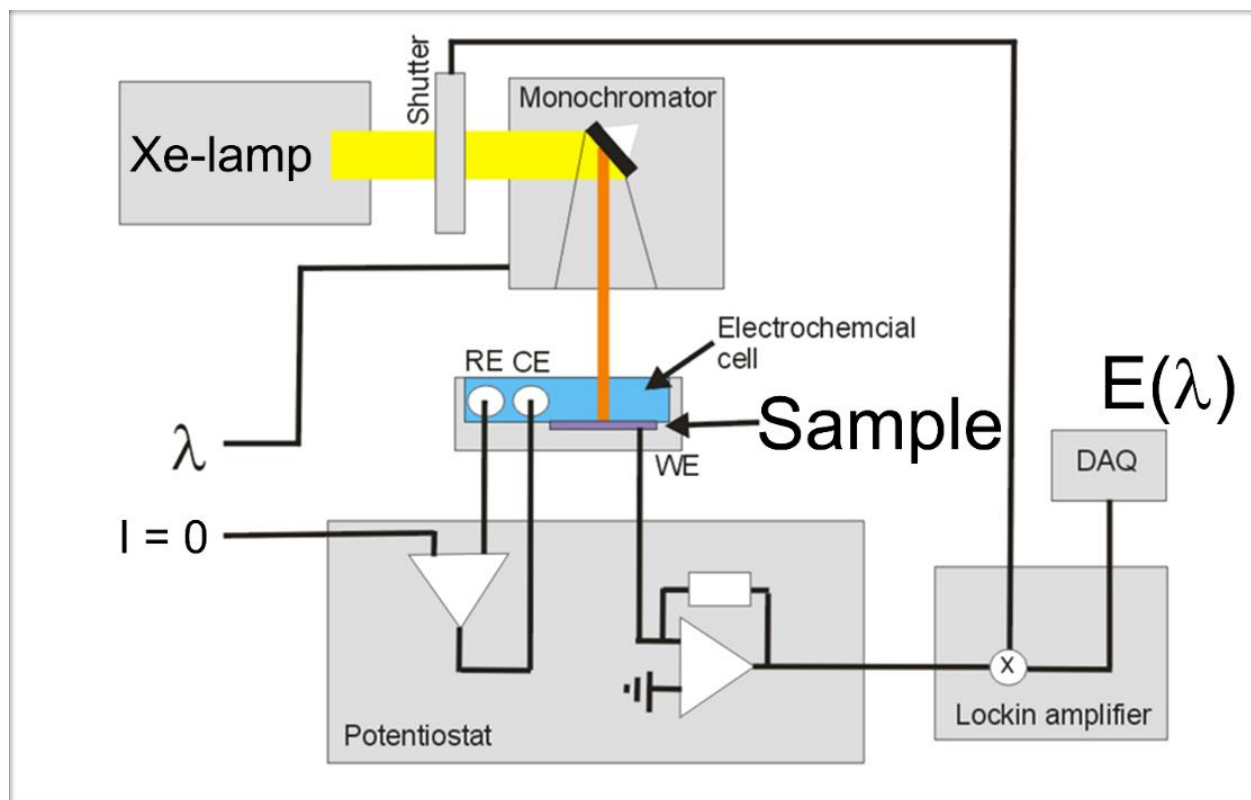 Shutter
Monochromator
Xe-lamp
Electrochemcial
cell
RE CE
E(λ)
Sample
λ
WE
DAQ
I = 0
X
Lockin amplifier
Potentiostat